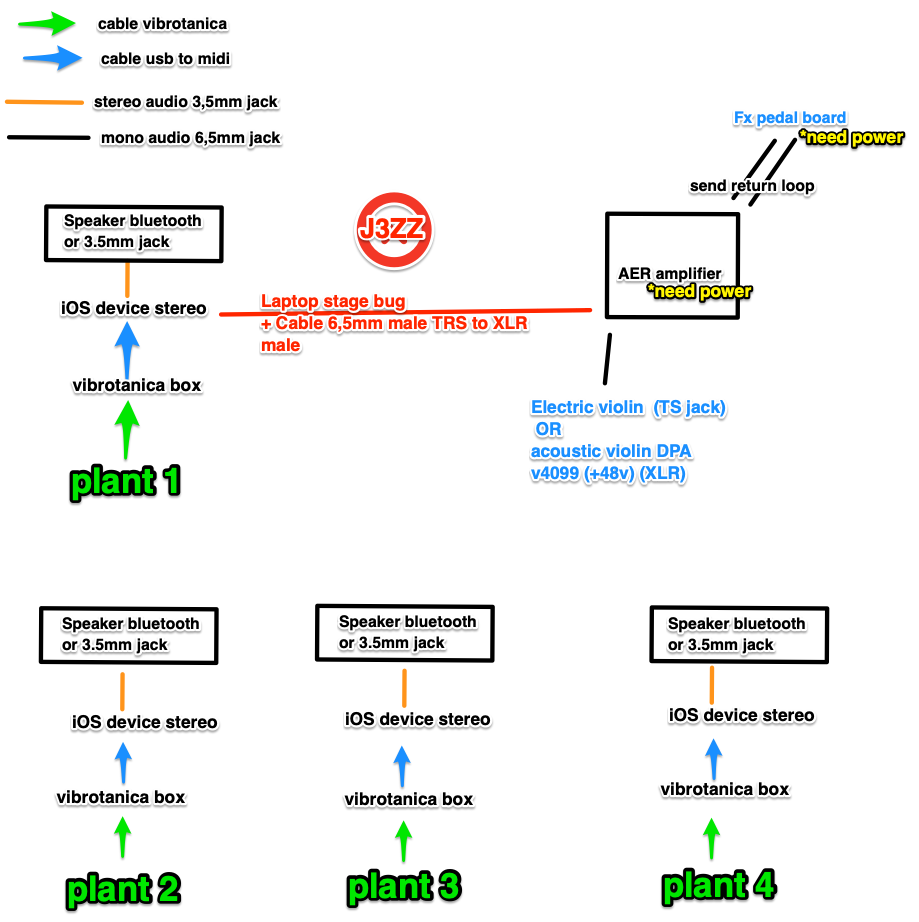 cable vibrotanica
cable usb to midi
stereo audio 3,5mm jack
mono audio 6,5mm jack
Fx pedal board
*need power
send return loop
Speaker bluetooth
or 3.5mm jack
J3ZZ
AER amplifier
*need power
iOS device stereo
Laptop stage bug
+ Cable 6,5mm male TRS to XLR
male
vibrotanica box
Electric violin (TS jack)
OR
acoustic violin DPA
v4099 (+48v) (XLR)
plant 1
Speaker bluetooth
or 3.5mm jack
iOS device stereo
vibrotanica box
plant 2
Speaker bluetooth
or 3.5mm jack
iOS device stereo
vibrotanica box
plant 3
Speaker bluetooth
or 3.5mm jack
iOS device stereo
vibrotanica box
plant 4